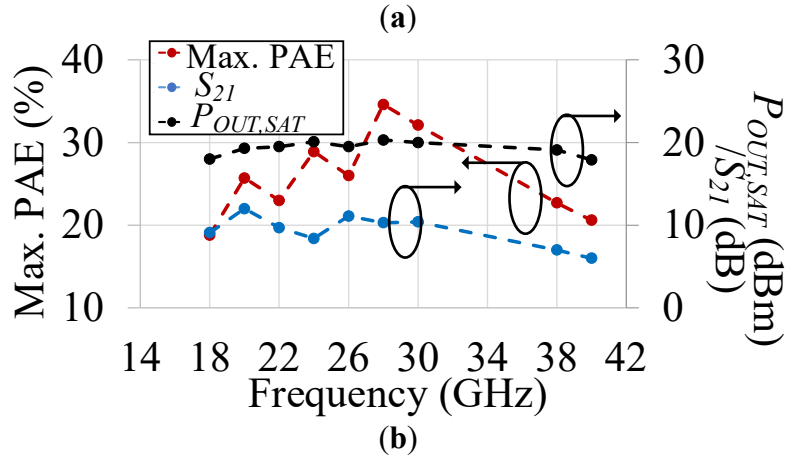 (a)
Max. PAE
S21
POUT,SAT
Max. PAE (%)
40
30
20
10
30
20
10
0
POUT,SAT (dBm)
/S21 (dB)
14 18 22 26 30 34 38 42
Frequency (GHz)
(b)